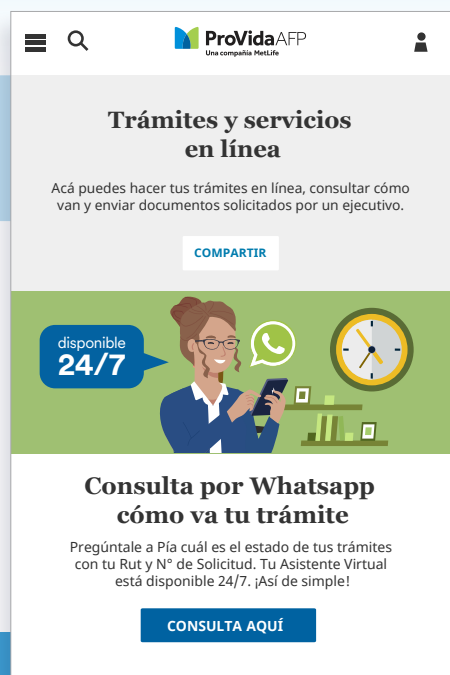 ProVidaAFP
Una compañía MetLife
Trámites y servicios
en línea
Acá puedes hacer tus trámites en línea, consultar cómo
van y enviar documentos solicitados por un ejecutivo.
COMPARTIR
disponible
24/7
Consulta por Whatsapp
cómo va tu trámite
Pregúntale a Pía cuál es el estado de tus trámites
con tu Rut y N° de Solicitud. Tu Asistente Virtual
está disponible 24/7. ¡Así de simple!
CONSULTA AQUÍ